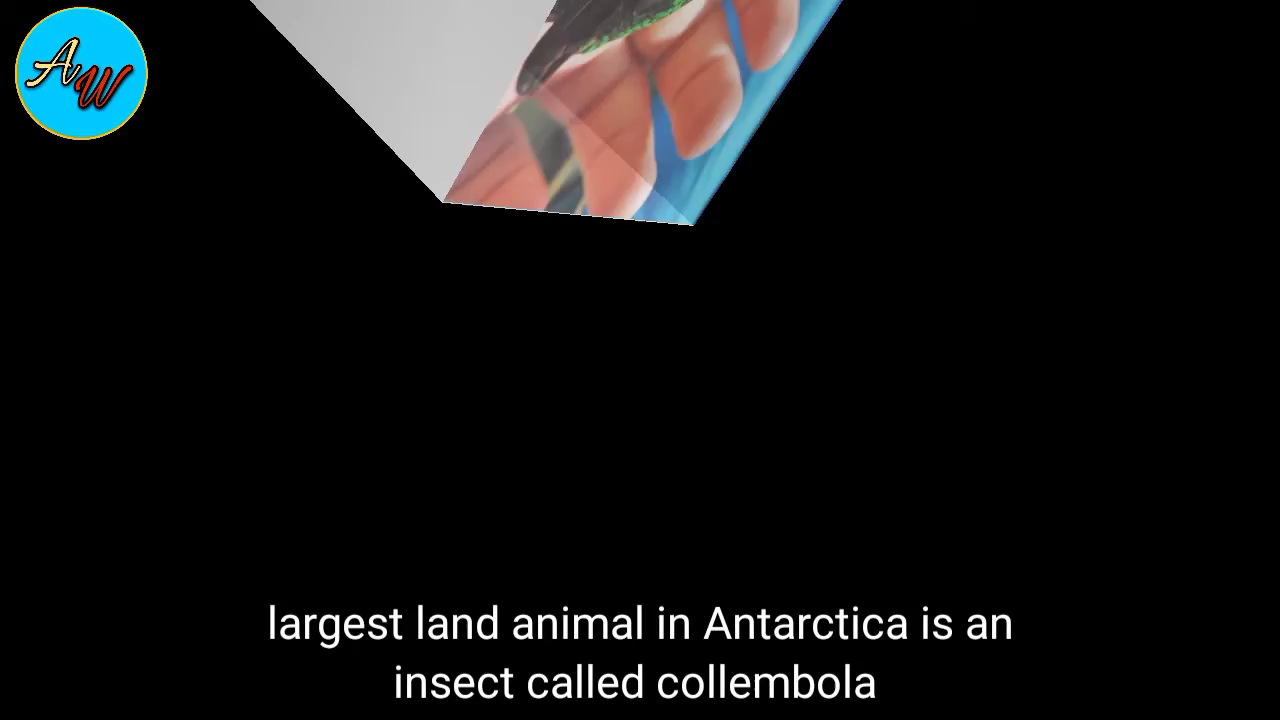 AW
largest land animal in Antarctica is an
insect called collembola